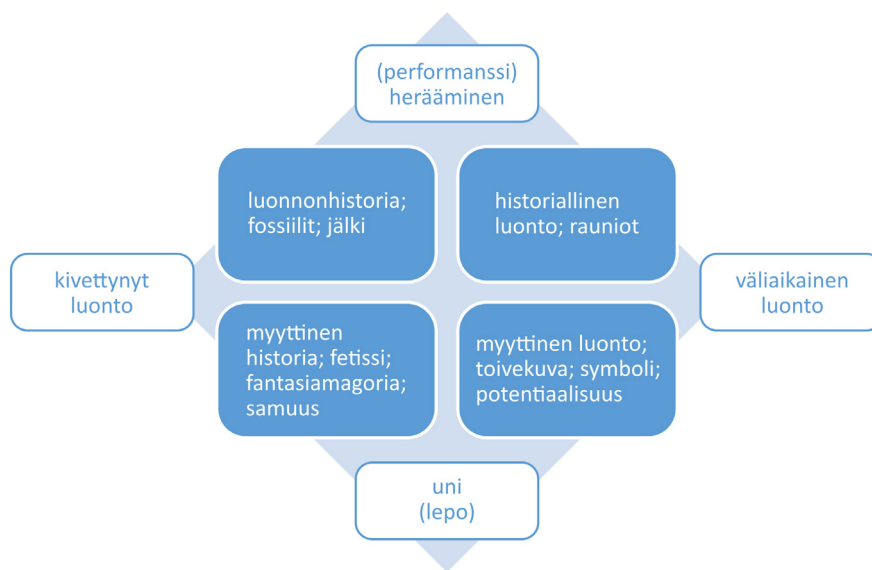 (performanssi)
herääminen
luonnonhistoria;
fossiilit; jälki
historiallinen
luonto; rauniot
kivettynyt
luonto
väliaikainen
luonto
myyttinen
historia; fetissi;
fantasiamagoria;
samuus
myyttinen luonto;
toivekuva; symboli;
potentiaalisuus
uni
(lepo)